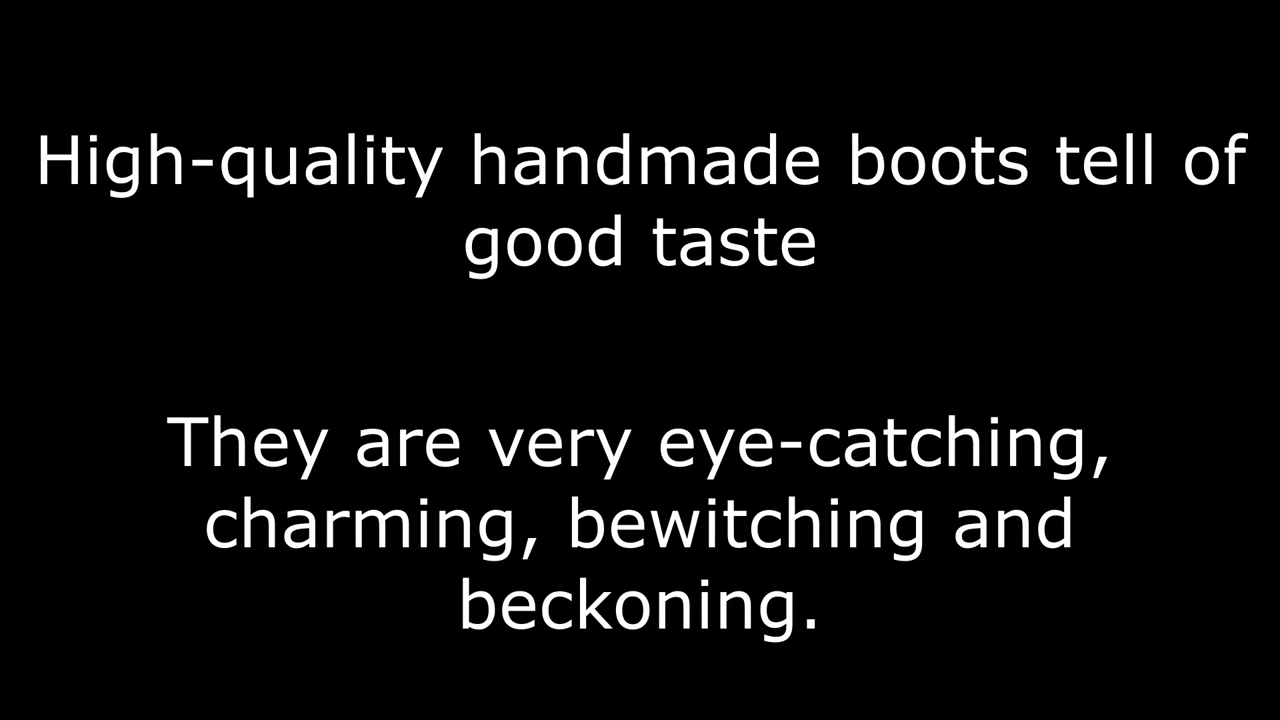 High-quality handmade boots tell of
good taste
They are very eye-catching,
charming, bewitching and
beckoning.